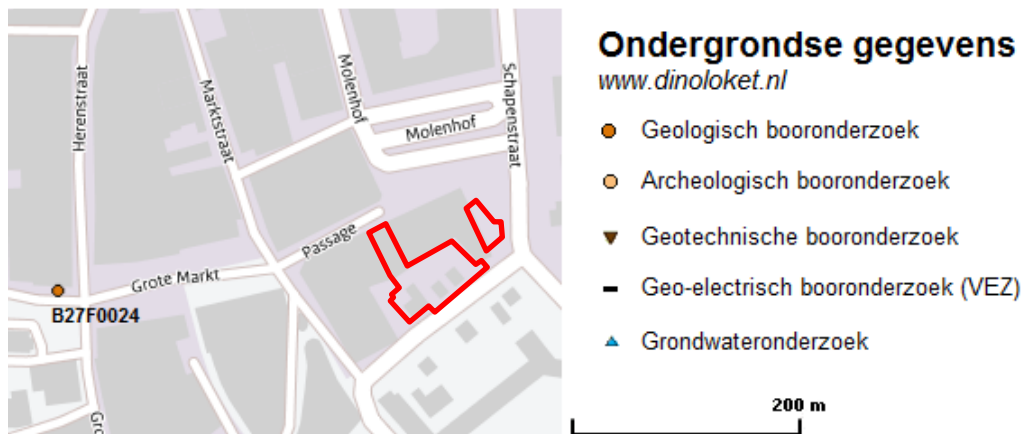 Herenstraat
Marktstraat
Molenhof
Schapenstraat
Molenhof
Passage
Grote Markt
B27F0024
Gro
Ondergrondse gegevens
www.dinoloket.nl
Geologisch booronderzoek
Archeologisch booronderzoek
Geotechnische booronderzoek
Geo-electrisch booronderzoek (VEZ)
Grondwateronderzoek
200 m